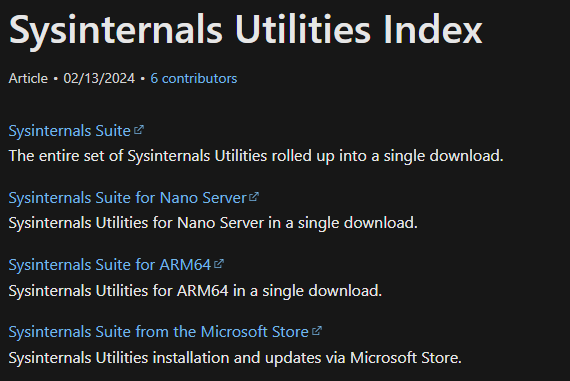 Sysinternals Utilities Index
Article • 02/13/2024 • 6 contributors
Sysinternals Suite
The entire set of Sysinternals Utilities rolled up into a single download.
Sysinternals Suite for Nano Server
Sysinternals Utilities for Nano Server in a single download.
Sysinternals Suite for ARM64
Sysinternals Utilities for ARM64 in a single download.
Sysinternals Suite from the Microsoft Store
Sysinternals Utilities installation and updates via Microsoft Store.